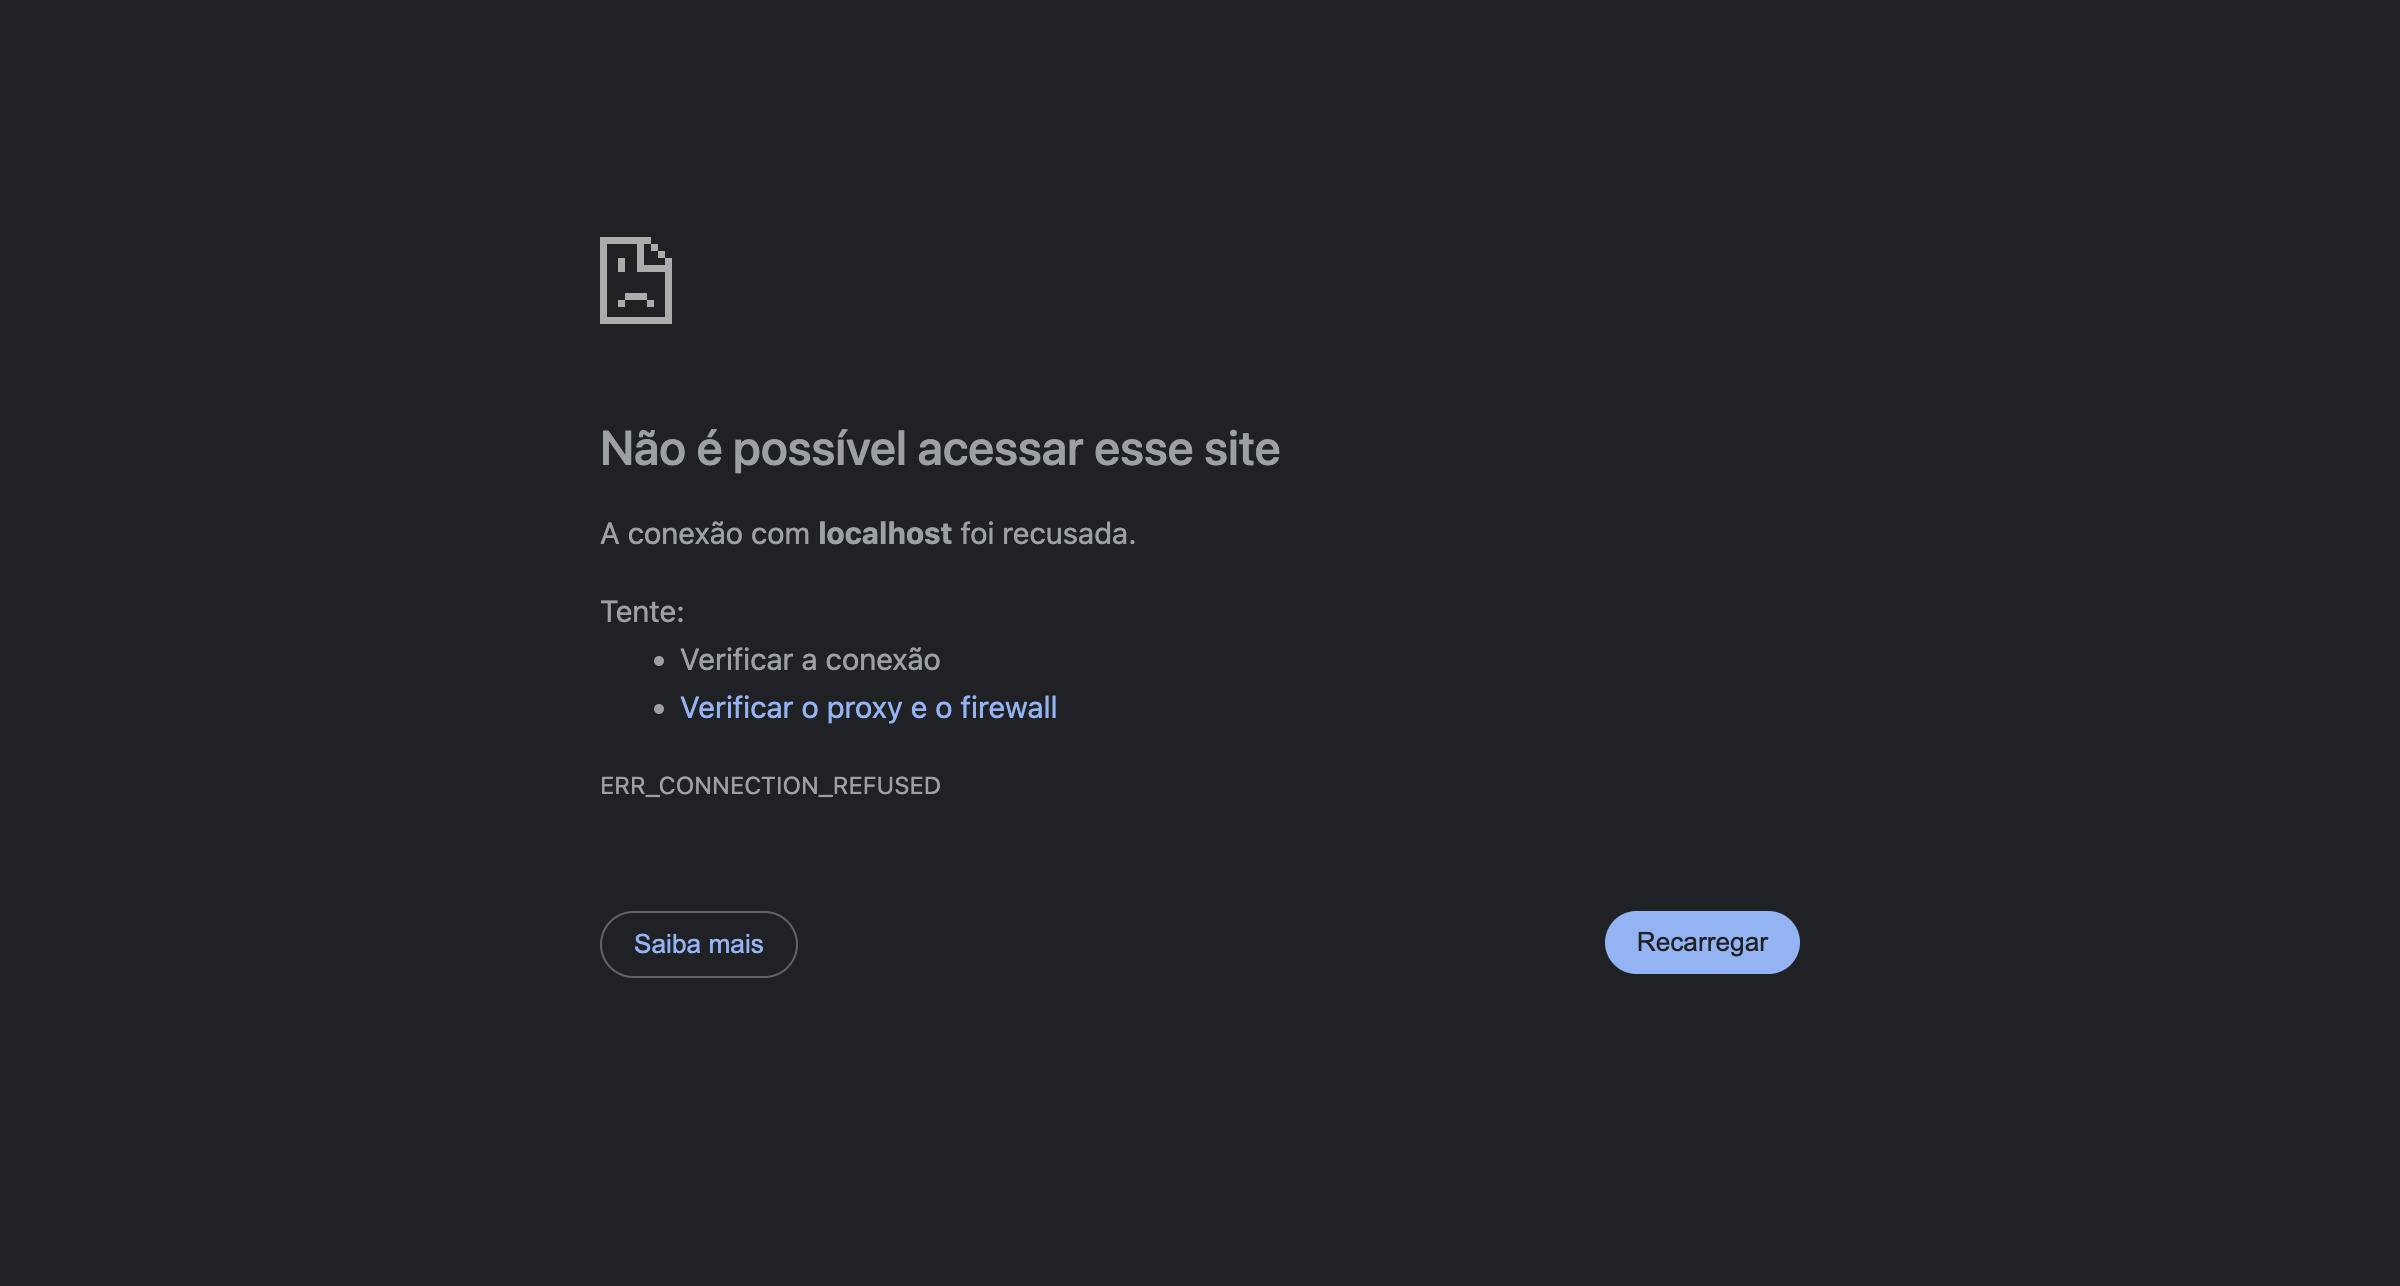 Não é possível acessar esse site
A conexão com localhost foi recusada.
Tente:
Verificar a conexão
Verificar o proxy e o firewall
ERR_CONNECTION_REFUSED
Saiba mais
Recarregar